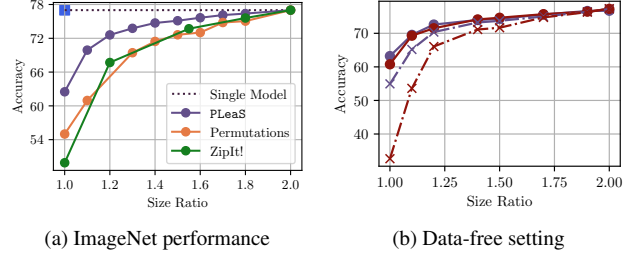 78
72
66
60
54
Accuracy
1.0 1.2 1.4 1.6 1.8 2.0
Size Ratio
Single Model
PLeaS
Permutations
ZipIt!
(a) ImageNet performance
70
60
50
40
Accuracy
1.00 1.25 1.50 1.75 2.00
Size Ratio
(b) Data-free setting